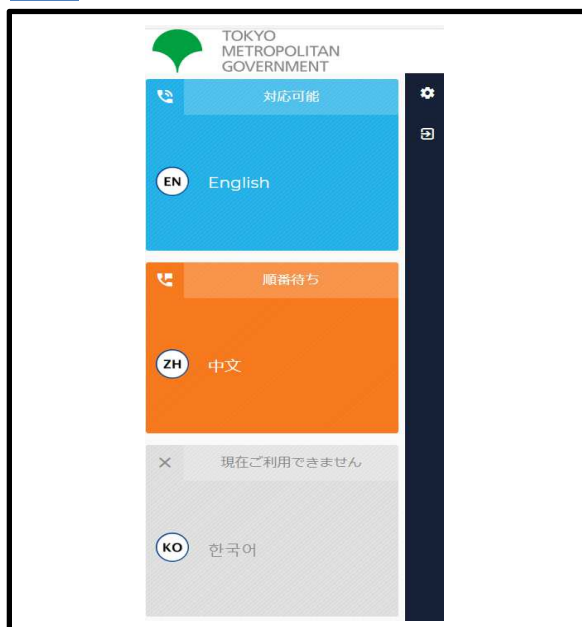 TOKYO
METROPOLITAN
GOVERNMENT
対応可能
EN English
順番待ち
ZH 中文
現在ご利用できません
KO 한국어